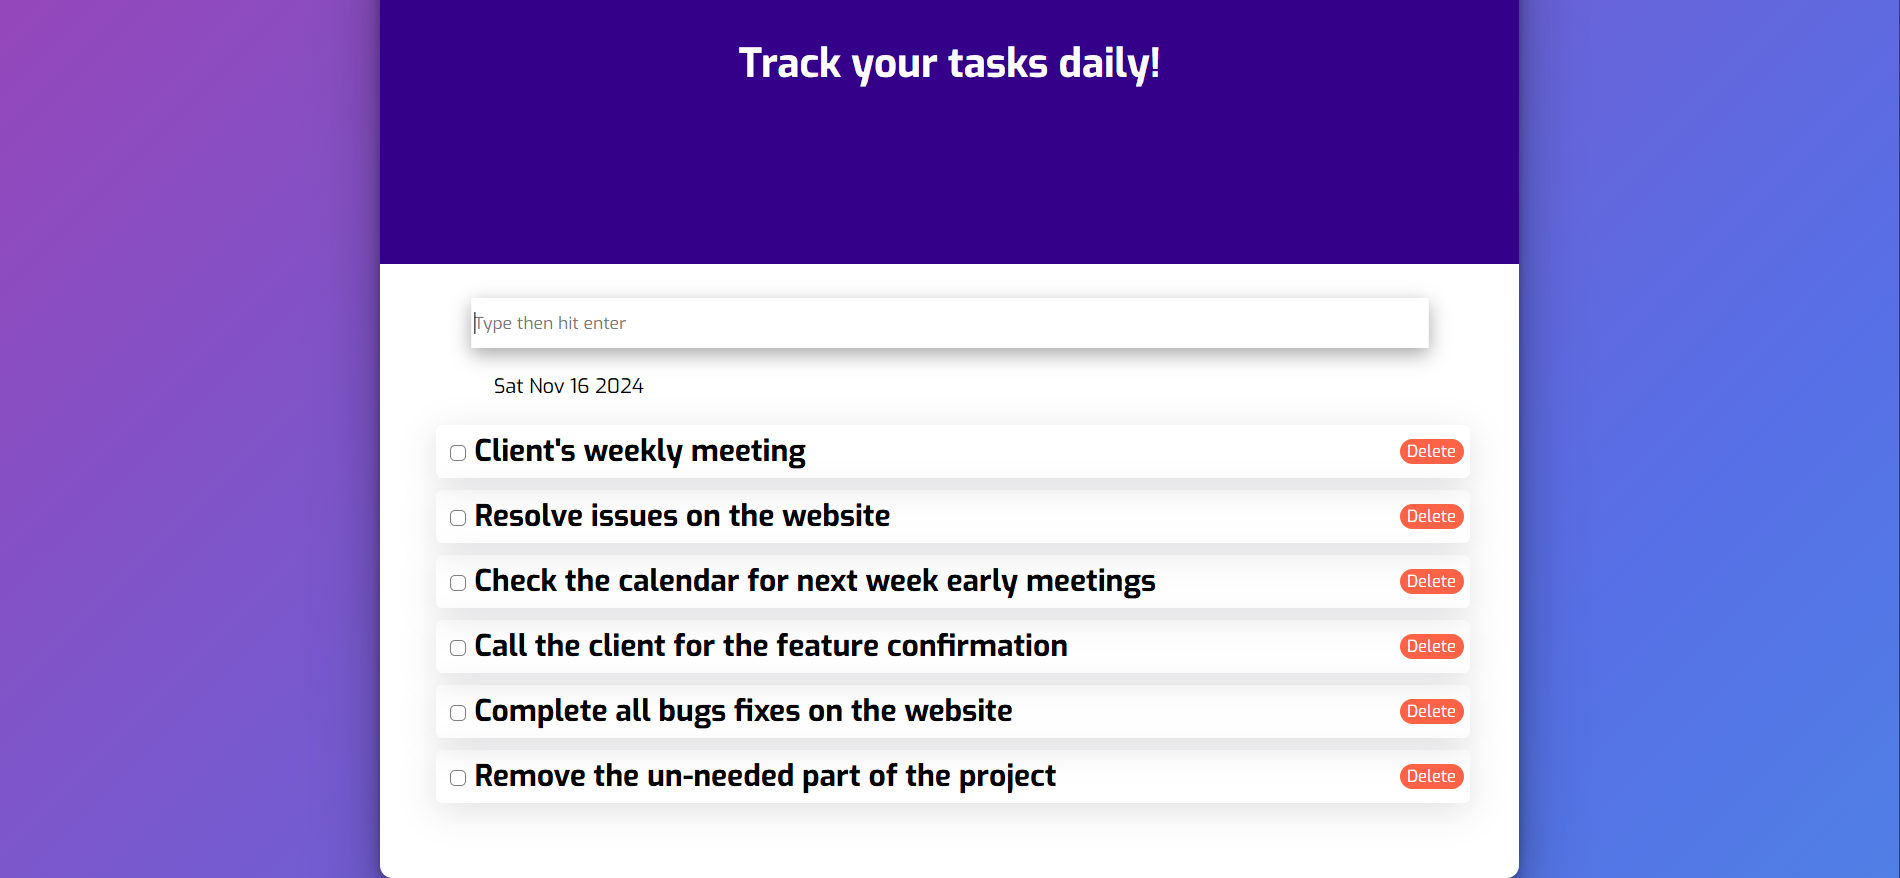 Track your tasks daily!
Type then hit enter
Sat Nov 16 2024
Client's weekly meeting Delete
Resolve issues on the website Delete
Check the calendar for next week early meetings Delete
Call the client for the feature confirmation Delete
Complete all bugs fixes on the website Delete
Remove the un-needed part of the project Delete